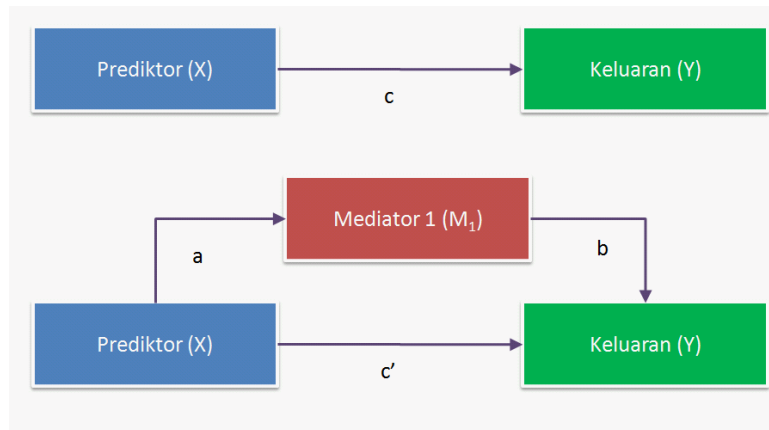 Prediktor (X)
Keluaran (Y)
c
Mediator 1 (M₁)
a
b
Prediktor (X)
Keluaran (Y)
c’